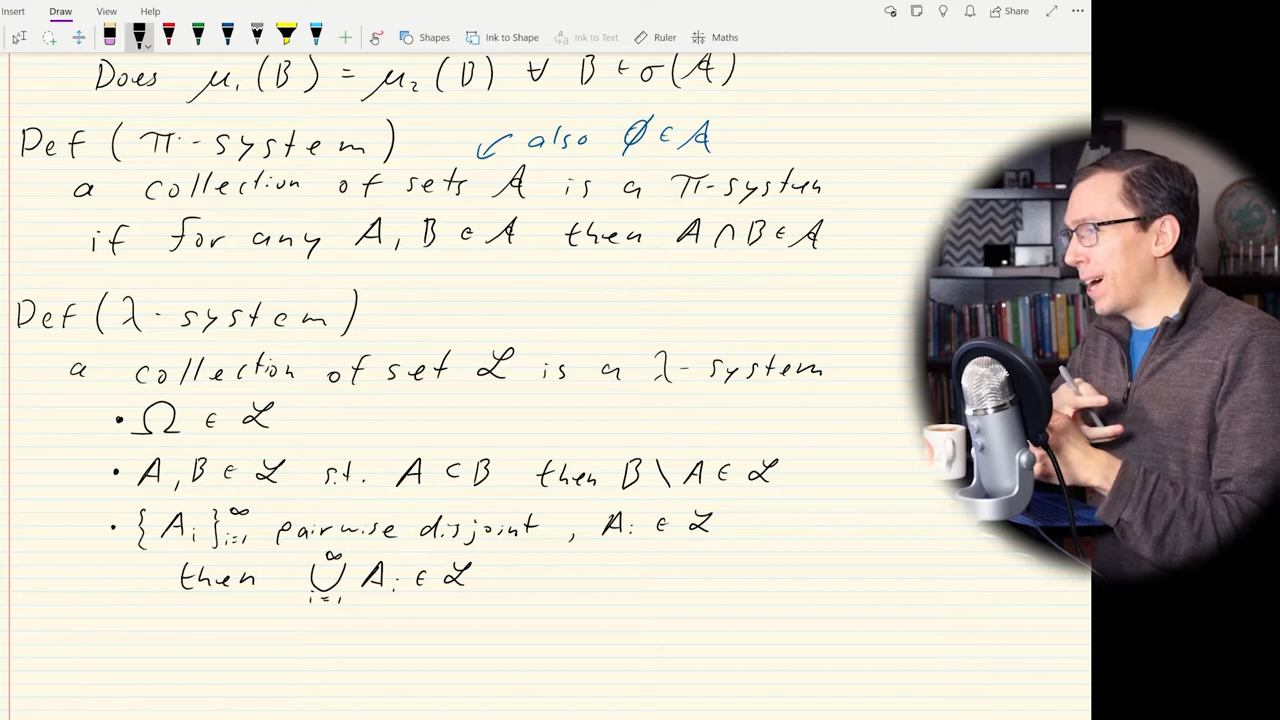 Insert Draw View Help Share
Shapes Ink to Shape Ink to Text Ruler Maths
Does μ₁(B) = μ₂(B) ∀ B ∈ σ(𝒜)
Def (π-system) ↙ also ∅ ∈ 𝒜
a collection of sets 𝒜 is a π-system
if for any A, B ∈ 𝒜 then A ∩ B ∈ 𝒜
Def (λ-system)
a collection of set ℒ is a λ-system
• Ω ∈ ℒ
• A, B ∈ ℒ s.t. A ⊂ B then B \ A ∈ ℒ
• {Aᵢ}ᵢ₌₁^∞ pairwise disjoint, Aᵢ ∈ ℒ
then ⋃ᵢ₌₁^∞ Aᵢ ∈ ℒ